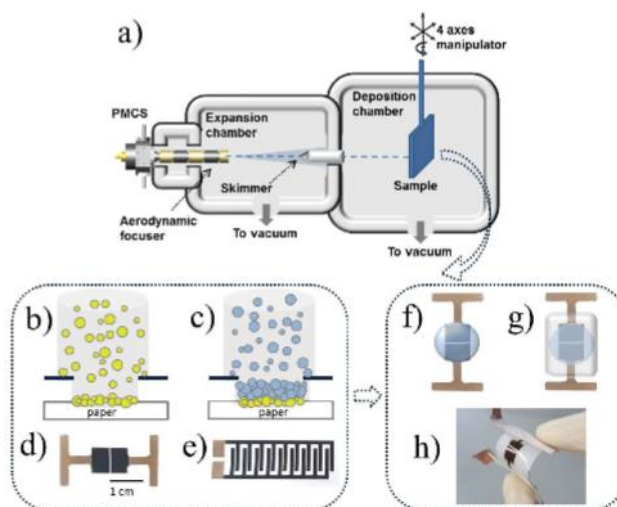 a)
4 axes
manipulator
Deposition
chamber
PMCS
Expansion
chamber
Skimmer
Sample
Aerodynamic
focuser
To vacuum
To vacuum
b)
c)
f)
g)
paper
paper
d)
e)
h)
1 cm